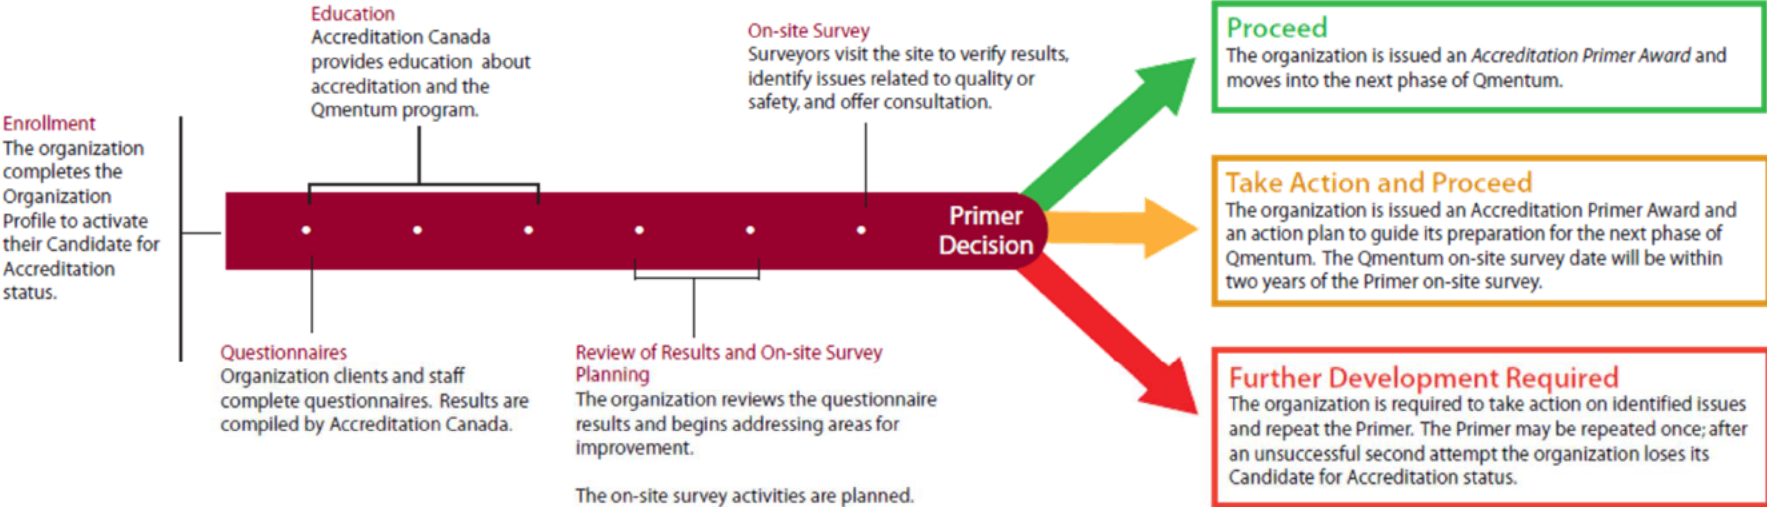 Enrollment
The organization
completes the
Organization
Profile to activate
their Candidate for
Accreditation
status.
Education
Accreditation Canada
provides education about
accreditation and the
Qmentum program.
Questionnaires
Organization clients and staff
complete questionnaires. Results are
compiled by Accreditation Canada.
Review of Results and On-site Survey
Planning
The organization reviews the questionnaire
results and begins addressing areas for
improvement.
The on-site survey activities are planned.
On-site Survey
Surveyors visit the site to verify results,
identify issues related to quality or
safety, and offer consultation.
Primer
Decision
Proceed
The organization is issued an Accreditation Primer Award and
moves into the next phase of Qmentum.
Take Action and Proceed
The organization is issued an Accreditation Primer Award and
an action plan to guide its preparation for the next phase of
Qmentum. The Qmentum on-site survey date will be within
two years of the Primer on-site survey.
Further Development Required
The organization is required to take action on identified issues
and repeat the Primer. The Primer may be repeated once; after
an unsuccessful second attempt the organization loses its
Candidate for Accreditation status.